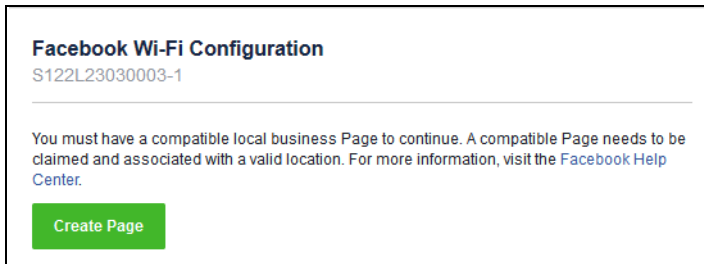 Facebook Wi-Fi Configuration
S122L23030003-1
You must have a compatible local business Page to continue. A compatible Page needs to be
claimed and associated with a valid location. For more information, visit the Facebook Help
Center.
Create Page